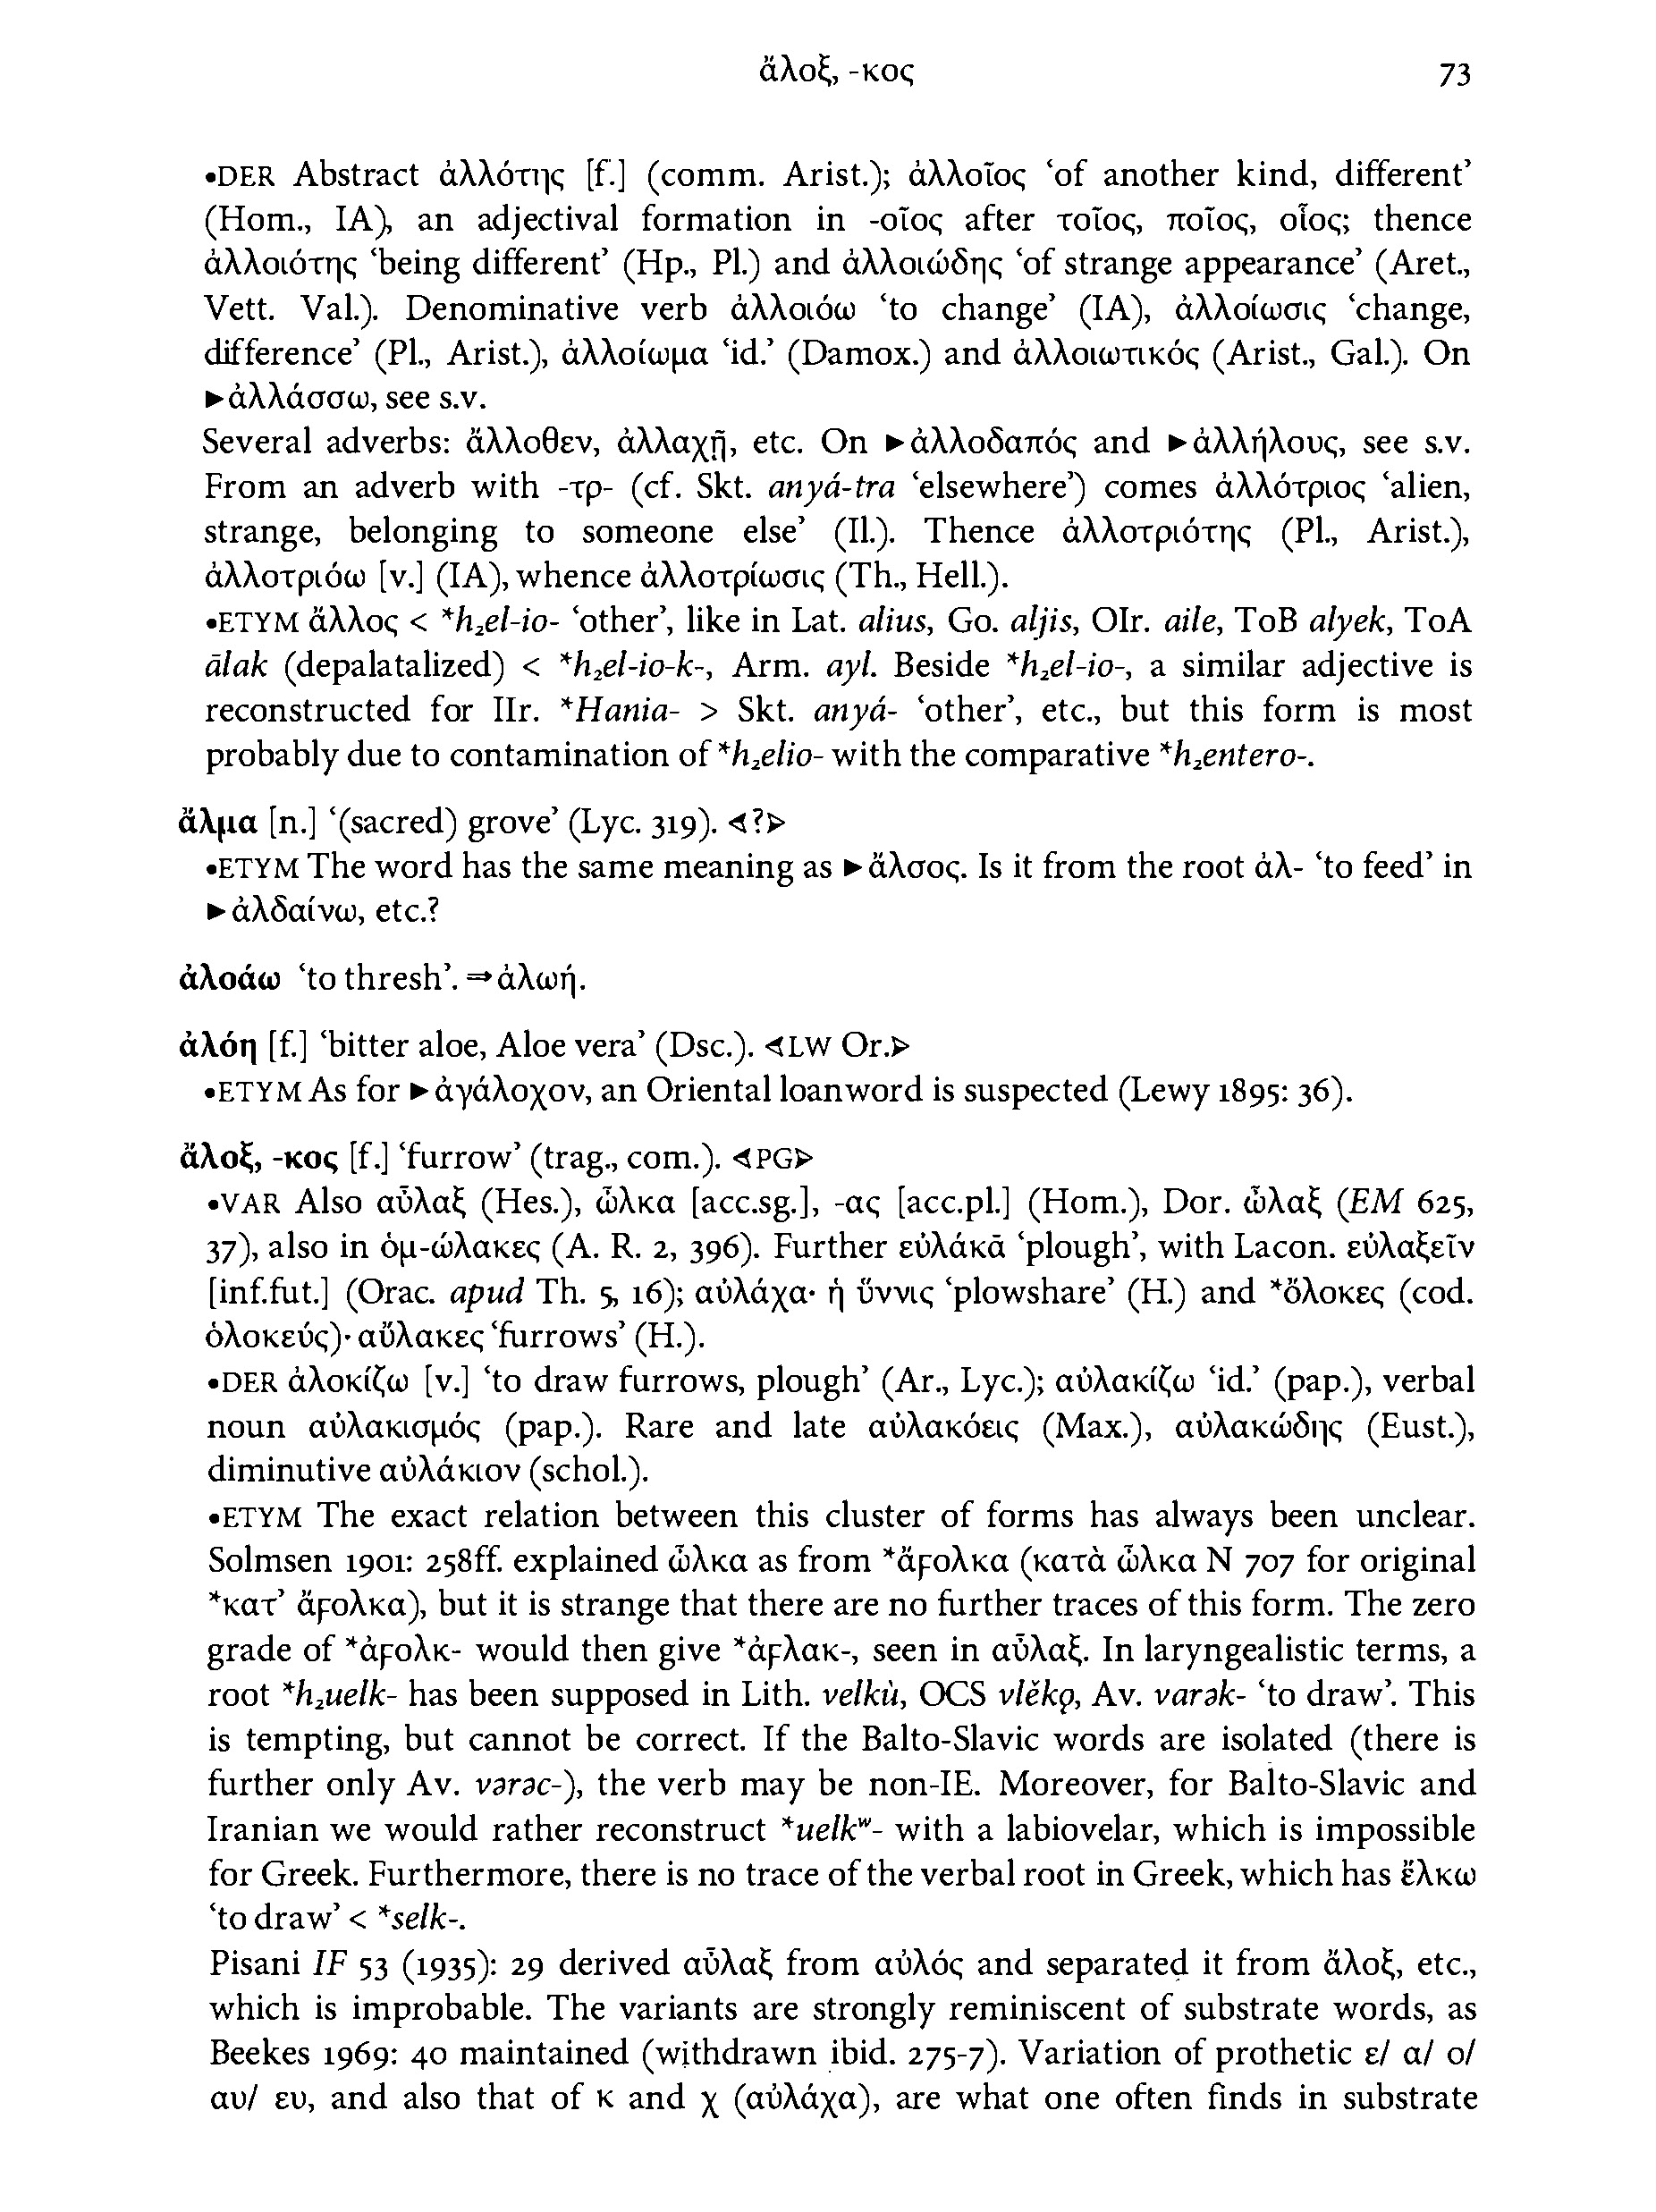 ἄλοξ, -κος 73
•DER Abstract ἀλλότης [f.] (comm. Arist.); ἀλλοῖος ‘of another kind, different’
(Hom., IA), an adjectival formation in -οῖος after τοῖος, ποῖος, οἷος; thence
ἀλλοιότης ‘being different’ (Hp., Pl.) and ἀλλοιώδης ‘of strange appearance’ (Aret.,
Vett. Val.). Denominative verb ἀλλοιόω ‘to change’ (IA), ἀλλοίωσις ‘change,
difference’ (Pl., Arist.), ἀλλοίωμα ‘id.’ (Damox.) and ἀλλοιωτικός (Arist., Gal.). On
►ἀλλάσσω, see s.v.
Several adverbs: ἄλλοθεν, ἀλλαχῇ, etc. On ►ἀλλοδαπός and ►ἀλλήλους, see s.v.
From an adverb with -τρ- (cf. Skt. anyá-tra ‘elsewhere’) comes ἀλλότριος ‘alien,
strange, belonging to someone else’ (Il.). Thence ἀλλοτριότης (Pl., Arist.),
ἀλλοτριόω [v.] (IA), whence ἀλλοτρίωσις (Th., Hell.).
•ETYM ἄλλος < *h₂el-io- ‘other’, like in Lat. alius, Go. aljis, OIr. aile, ToB alyek, ToA
ālak (depalatalized) < *h₂el-io-k-, Arm. ayl. Beside *h₂el-io-, a similar adjective is
reconstructed for IIr. *Hania- > Skt. anyá- ‘other’, etc., but this form is most
probably due to contamination of *h₂elio- with the comparative *h₂entero-.
ἄλμα [n.] ‘(sacred) grove’ (Lyc. 319). ⊲?⊳
•ETYM The word has the same meaning as ►ἄλσος. Is it from the root ἀλ- ‘to feed’ in
►ἀλδαίνω, etc.?
ἀλοάω ‘to thresh’. ⇒ἀλωή.
ἀλόη [f.] ‘bitter aloe, Aloe vera’ (Dsc.). ⊲LW Or.⊳
•ETYM As for ►ἀγάλοχον, an Oriental loanword is suspected (Lewy 1895: 36).
ἄλοξ, -κος [f.] ‘furrow’ (trag., com.). ⊲PG⊳
•VAR Also αὖλαξ (Hes.), ὦλκα [acc.sg.], -ας [acc.pl.] (Hom.), Dor. ὦλαξ (EM 625,
37), also in ὁμ-ώλακες (A. R. 2, 396). Further εὐλάκᾱ ‘plough’, with Lacon. εὐλαξεῖν
[inf.fut.] (Orac. apud Th. 5, 16); αὐλάχα· ἡ ὕννις ‘plowshare’ (H.) and *ὄλοκες (cod.
ὀλοκεύς)· αὔλακες ‘furrows’ (H.).
•DER ἀλοκίζω [v.] ‘to draw furrows, plough’ (Ar., Lyc.); αὐλακίζω ‘id.’ (pap.), verbal
noun αὐλακισμός (pap.). Rare and late αὐλακόεις (Max.), αὐλακώδης (Eust.),
diminutive αὐλάκιον (schol.).
•ETYM The exact relation between this cluster of forms has always been unclear.
Solmsen 1901: 258ff. explained ὦλκα as from *ἄϝολκα (κατὰ ὦλκα N 707 for original
*κατ’ ἄϝολκα), but it is strange that there are no further traces of this form. The zero
grade of *ἀϝολκ- would then give *ἀϝλακ-, seen in αὖλαξ. In laryngealistic terms, a
root *h₂uelk- has been supposed in Lith. velkù, OCS vlěkǫ, Av. varək- ‘to draw’. This
is tempting, but cannot be correct. If the Balto-Slavic words are isolated (there is
further only Av. vərəc-), the verb may be non-IE. Moreover, for Balto-Slavic and
Iranian we would rather reconstruct *uelkʷ- with a labiovelar, which is impossible
for Greek. Furthermore, there is no trace of the verbal root in Greek, which has ἕλκω
‘to draw’ < *selk-.
Pisani IF 53 (1935): 29 derived αὖλαξ from αὐλός and separated it from ἄλοξ, etc.,
which is improbable. The variants are strongly reminiscent of substrate words, as
Beekes 1969: 40 maintained (withdrawn ibid. 275-7). Variation of prothetic ε/ α/ ο/
αυ/ ευ, and also that of κ and χ (αὐλάχα), are what one often finds in substrate